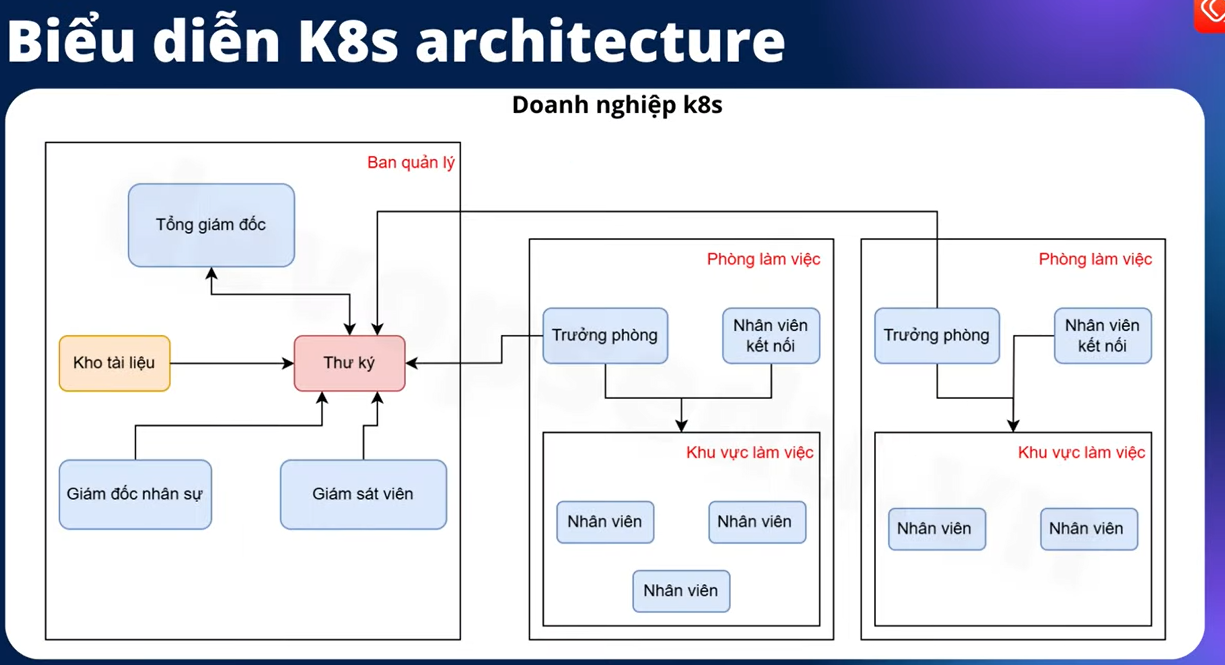 Biểu diễn K8s architecture
Doanh nghiệp k8s
Ban quản lý
Tổng giám đốc
Kho tài liệu
Thư ký
Giám đốc nhân sự
Giám sát viên
Phòng làm việc
Trưởng phòng
Nhân viên
kết nối
Khu vực làm việc
Nhân viên
Nhân viên
Nhân viên
Phòng làm việc
Trưởng phòng
Nhân viên
kết nối
Khu vực làm việc
Nhân viên
Nhân viên